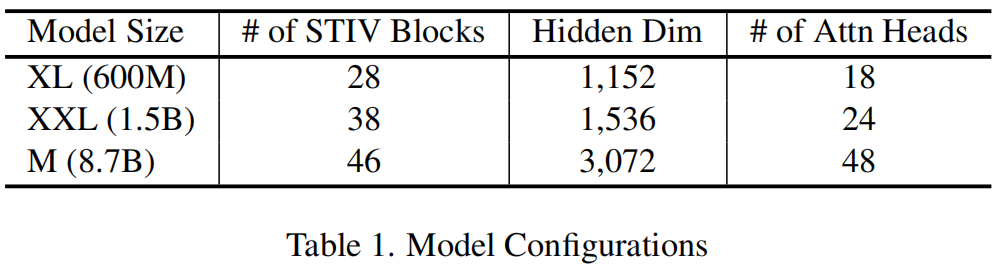 Model Size # of STIV Blocks Hidden Dim # of Attn Heads
XL (600M) 28 1,152 18
XXL (1.5B) 38 1,536 24
M (8.7B) 46 3,072 48
Table 1. Model Configurations